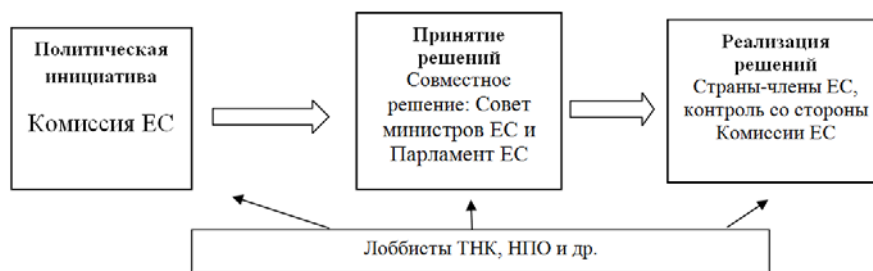 Политическая
инициатива
Комиссия ЕС
Принятие
решений
Совместное
решение: Совет
министров ЕС и
Парламент ЕС
Реализация
решений
Страны-члены ЕС,
контроль со стороны
Комиссии ЕС
Лоббисты ТНК, НПО и др.